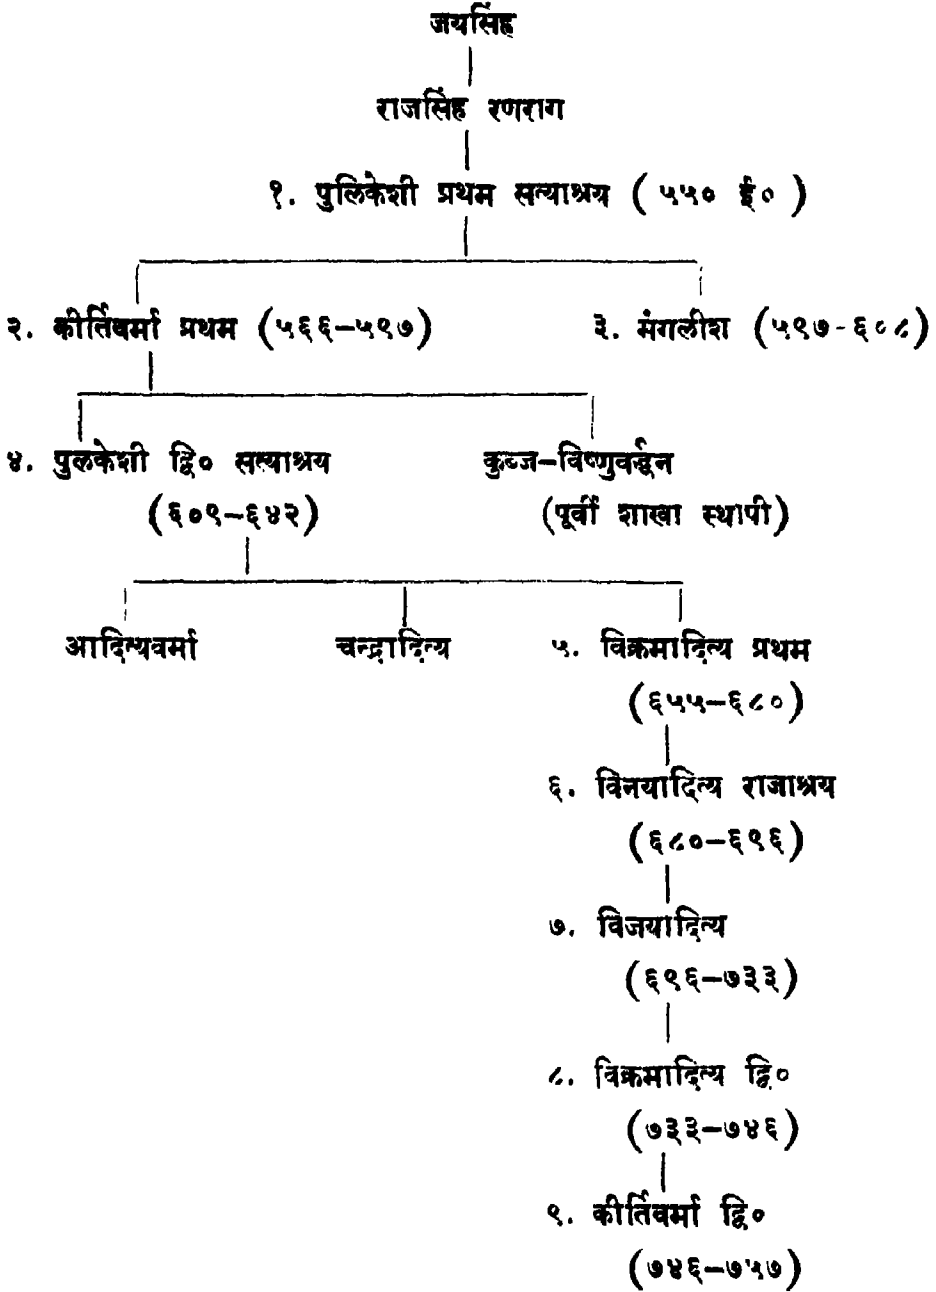 जयसिंह
राजसिंह रणराग
१. पुलिकेशी प्रथम सत्याश्रय ( ५५० ई० )
२. कीर्तिवर्मा प्रथम (५६६–५९७) ३. मंगलीश (५९७-६०८)
४. पुलकेशी द्वि० सत्याश्रय कुब्ज–विष्णुवर्द्धन
(६०९–६४२) (पूर्वी शाखा स्थापी)
आदित्यवर्मा चन्द्रादित्य ५. विक्रमादित्य प्रथम
(६५५–६८०)
६. विनयादित्य राजाश्रय
(६८०–६९६)
७. विजयादित्य
(६९६–७३३)
८. विक्रमादित्य द्वि०
(७३३–७४६)
९. कीर्तिवर्मा द्वि०
(७४६–७५७)